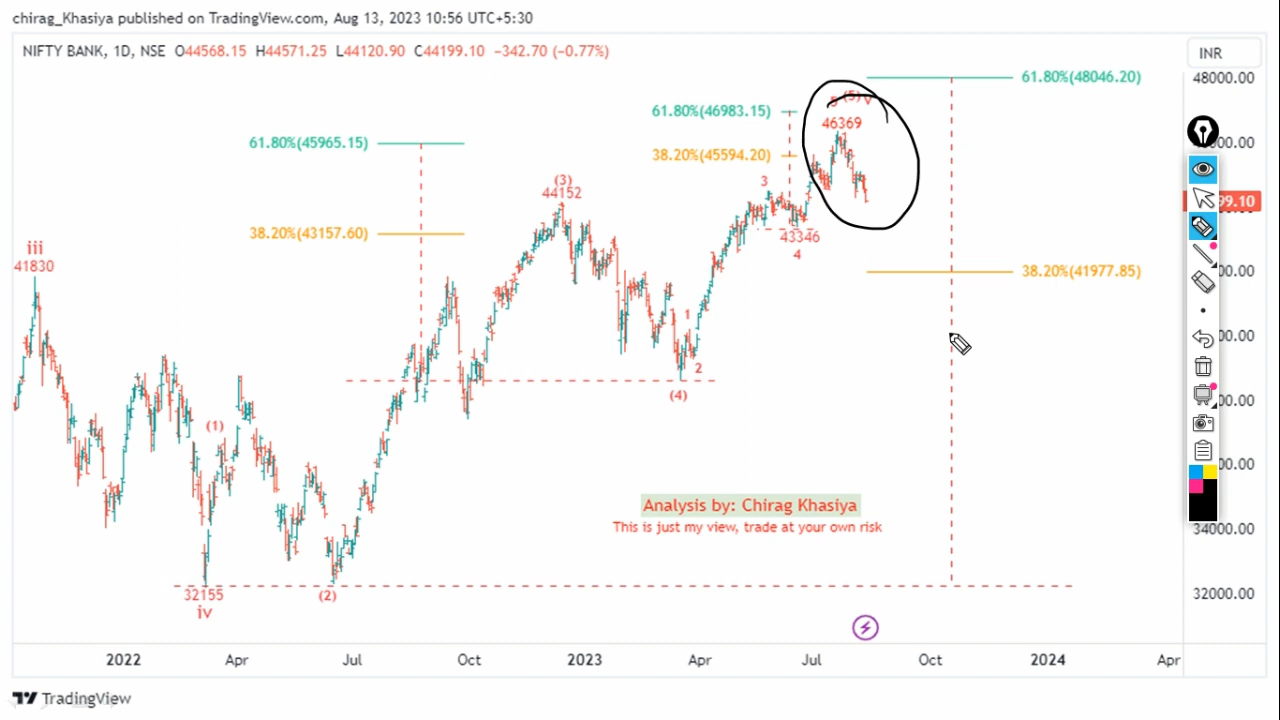 chirag_Khasiya published on TradingView.com, Aug 13, 2023 10:56 UTC+5:30
NIFTY BANK, 1D, NSE O44568.15 H44571.25 L44120.90 C44199.10 −342.70 (−0.77%)
INR
61.80%(48046.20)
48000.00
5 (5) v
61.80%(46983.15)
46369
61.80%(45965.15)
38.20%(45594.20)
3
(3)
44152
99.10
38.20%(43157.60)
43346
4
iii
41830
38.20%(41977.85)
1
2
(4)
(1)
Analysis by: Chirag Khasiya
This is just my view, trade at your own risk
34000.00
32155
iv
(2)
32000.00
2022 Apr Jul Oct 2023 Apr Jul Oct 2024 Apr
TradingView